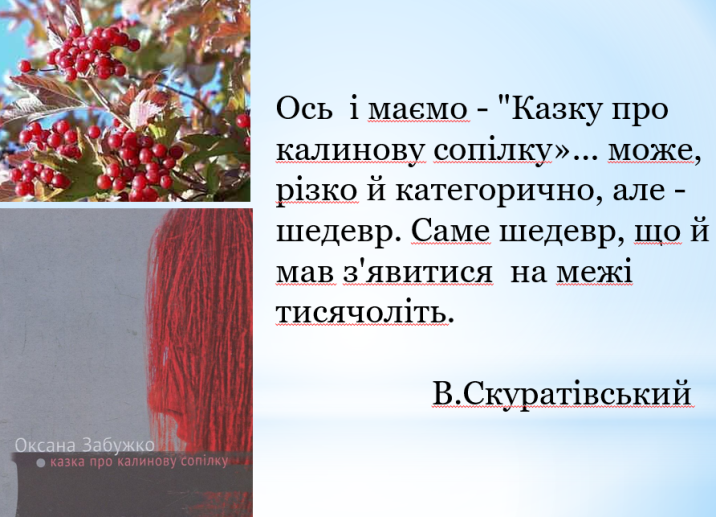 Ось і маємо - "Казку про
калинову сопілку»... може,
різко й категорично, але -
шедевр. Саме шедевр, що й
мав з'явитися на межі
тисячоліть.
В.Скуратівський
Оксана Забужко
казка про калинову сопілку